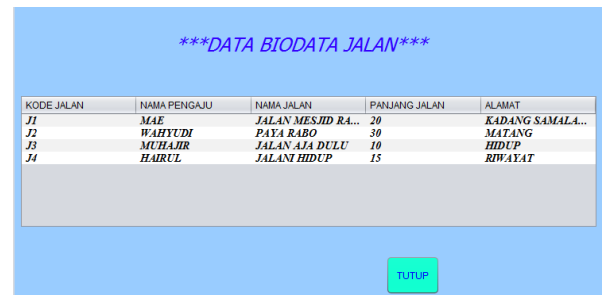 ***DATA BIODATA JALAN***
KODE JALAN NAMA PENGAJU NAMA JALAN PANJANG JALAN ALAMAT
J1 MAE JALAN MESJID RA... 20 KADANG SAMALA...
J2 WAHYUDI PAYA RABO 30 MATANG
J3 MUHAJIR JALAN AJA DULU 10 HIDUP
J4 HAIRUL JALANI HIDUP 15 RIWAYAT
TUTUP